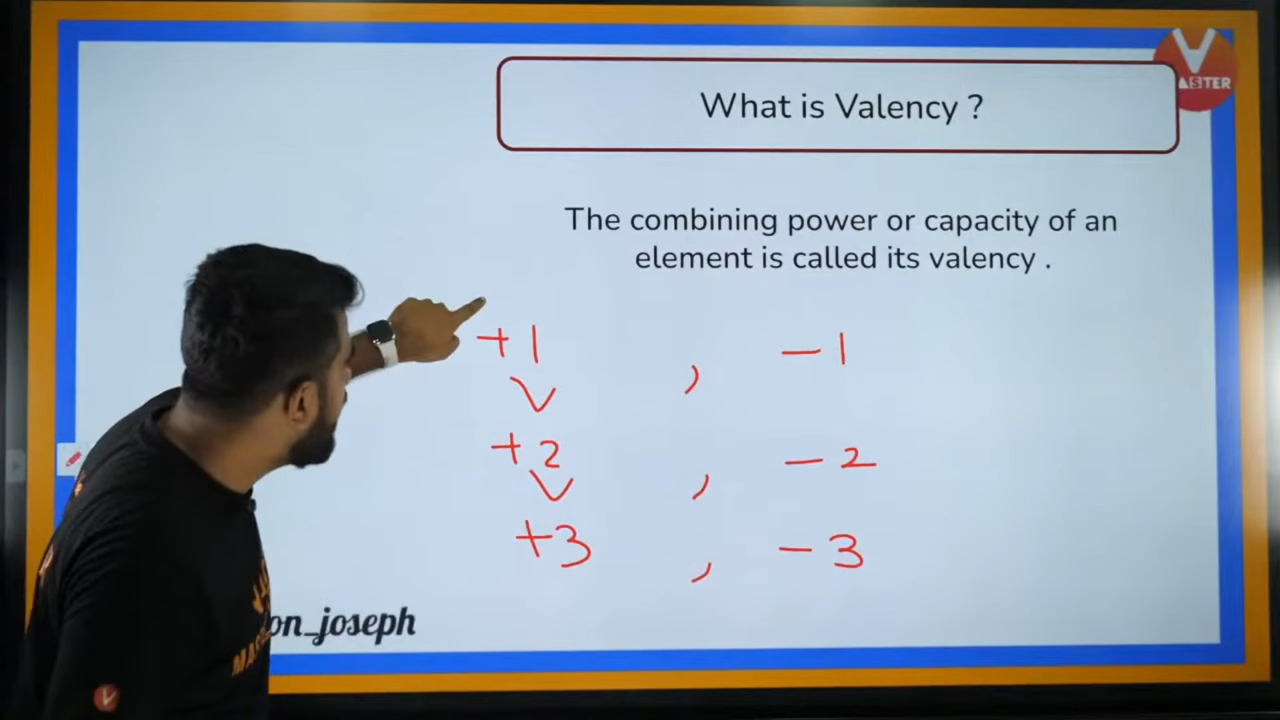 What is Valency ?
ASTER
The combining power or capacity of an
element is called its valency .
+1 , -1
+2 , -2
+3 , -3
on_joseph